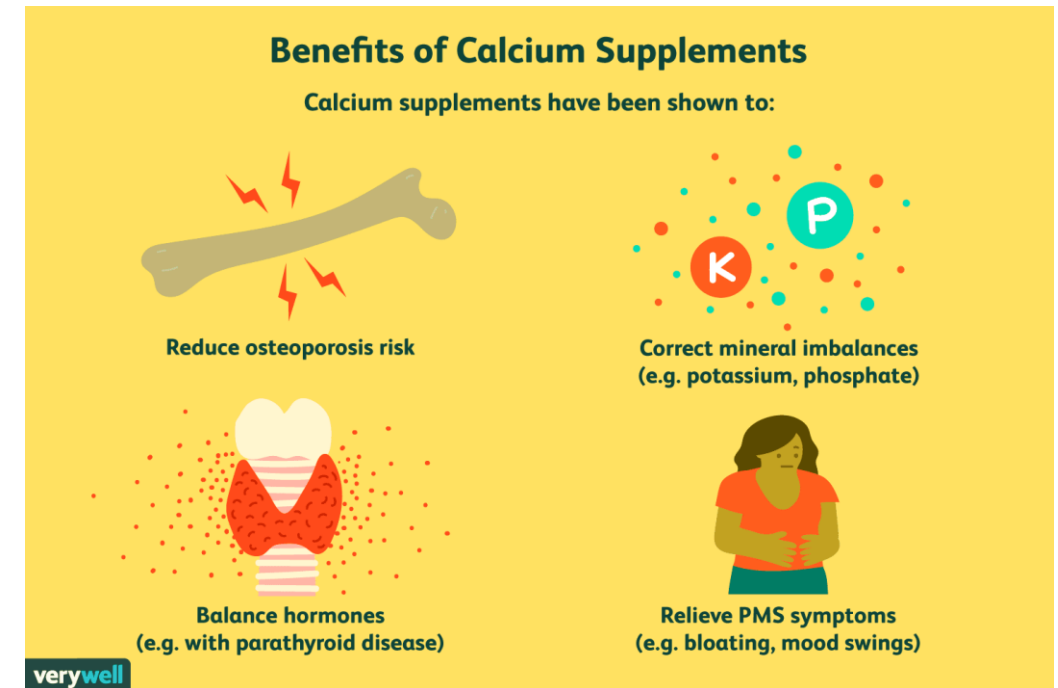 Benefits of Calcium Supplements
Calcium supplements have been shown to:
K
P
Reduce osteoporosis risk
Correct mineral imbalances
(e.g. potassium, phosphate)
Balance hormones
(e.g. with parathyroid disease)
Relieve PMS symptoms
(e.g. bloating, mood swings)
verywell